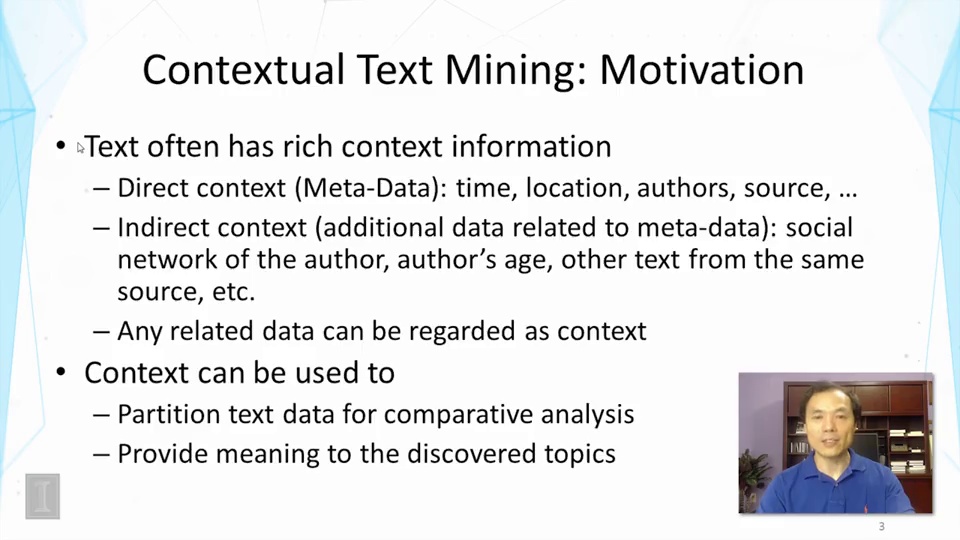 Contextual Text Mining: Motivation
• Text often has rich context information
– Direct context (Meta-Data): time, location, authors, source, …
– Indirect context (additional data related to meta-data): social
network of the author, author’s age, other text from the same
source, etc.
– Any related data can be regarded as context
• Context can be used to
– Partition text data for comparative analysis
– Provide meaning to the discovered topics
I
3